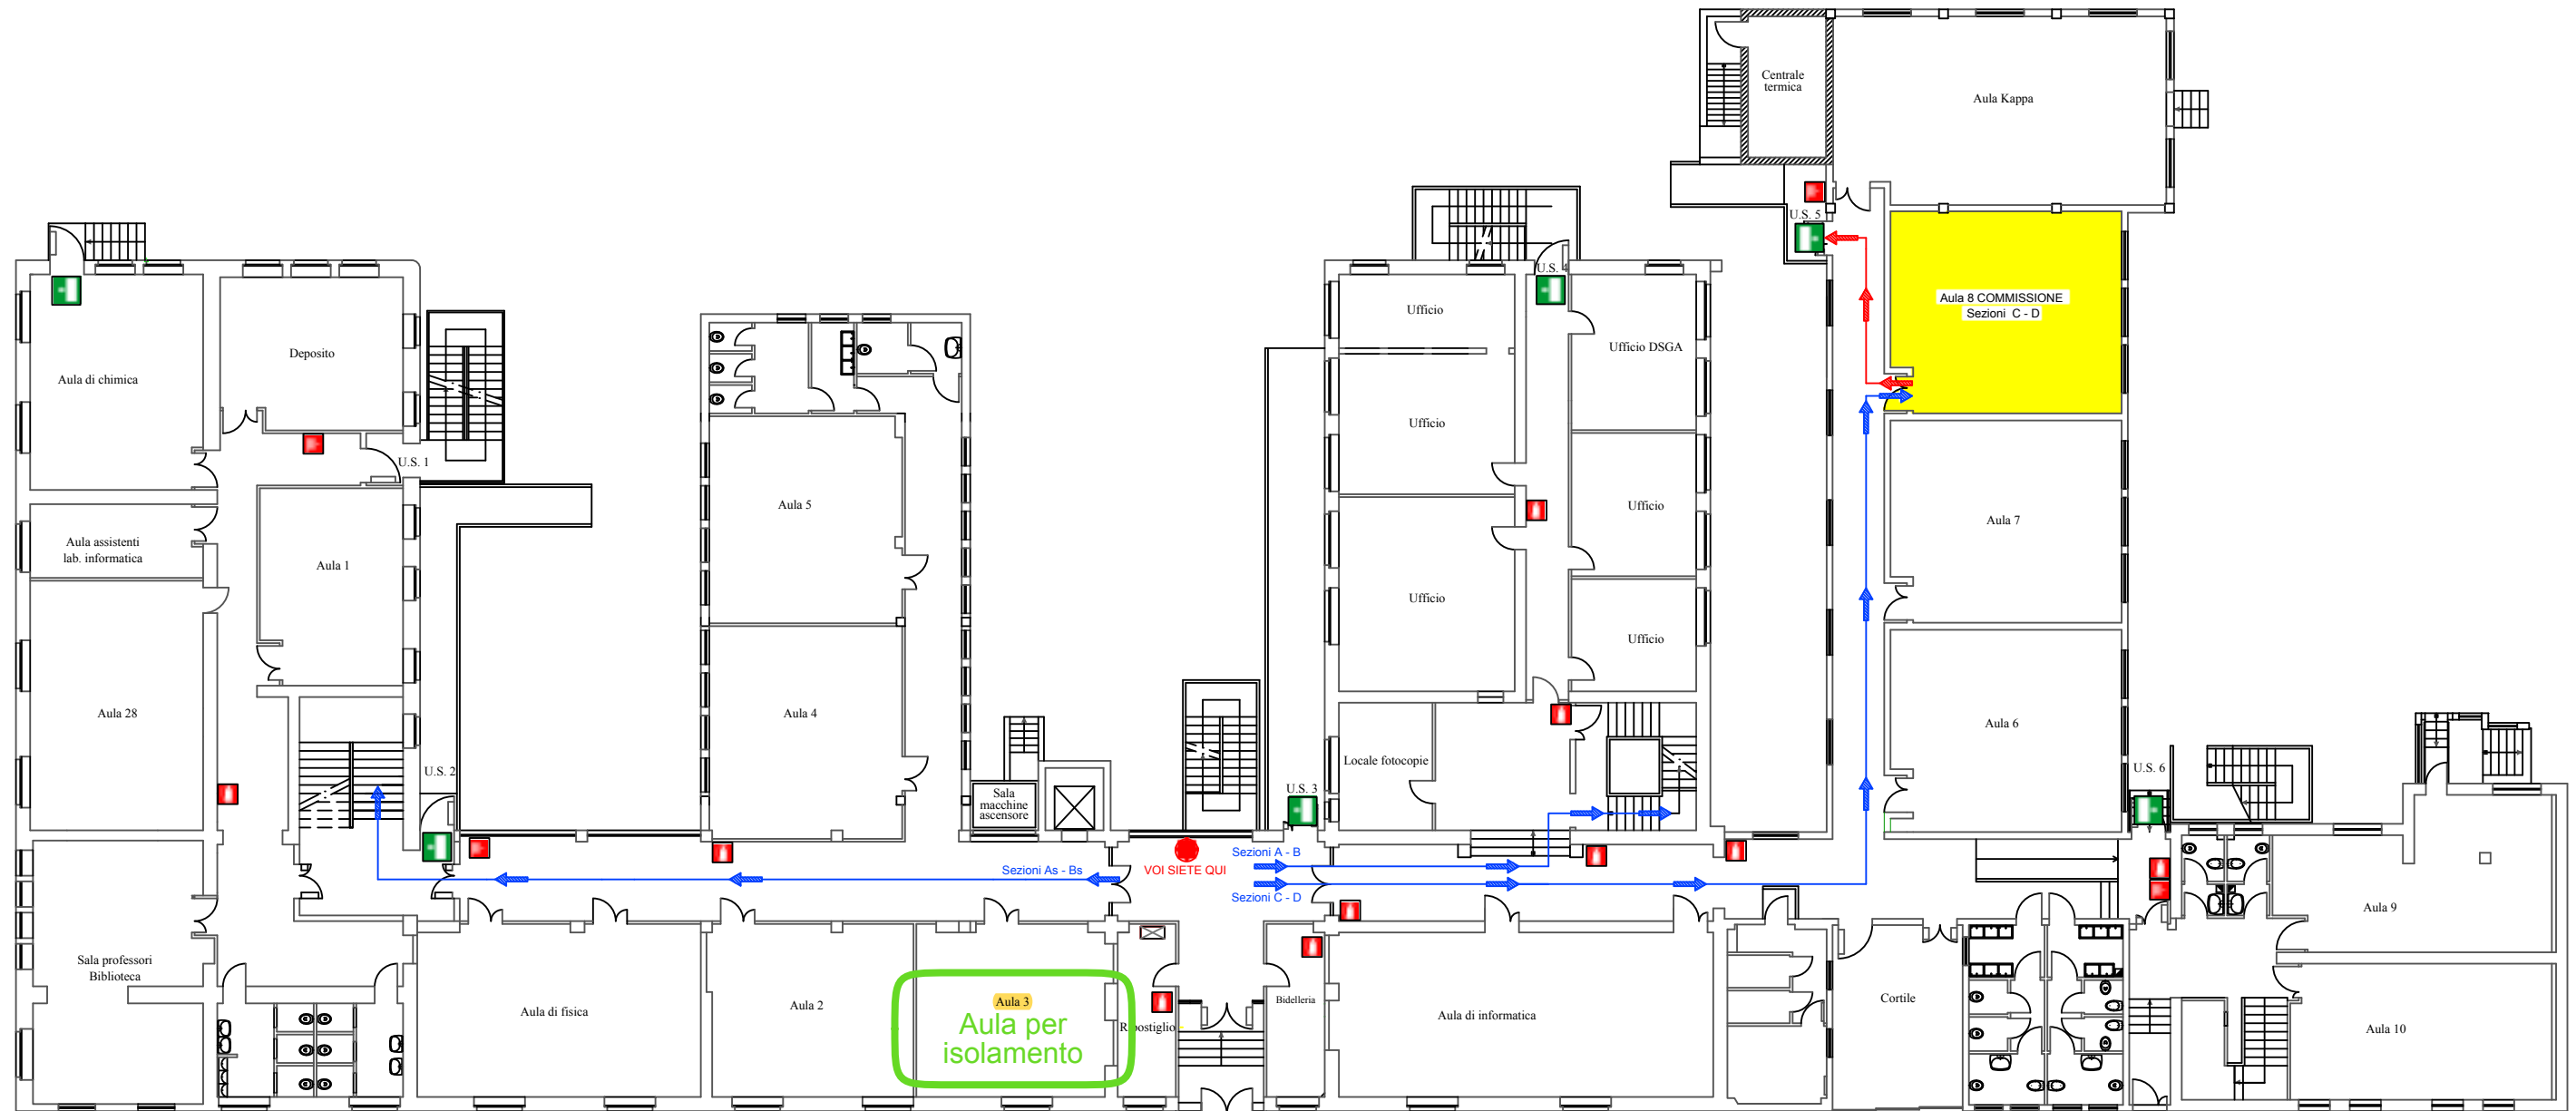 Centrale
termica
Aula Kappa
U.S. 5
U.S. 4
Aula 8 COMMISSIONE
Sezioni C - D
Ufficio
Ufficio DSGA
Deposito
Aula di chimica
Ufficio
U.S. 1
Aula 5
Ufficio
Aula 7
Aula assistenti
lab. informatica
Aula 1
Ufficio
Ufficio
Aula 28
Aula 4
Aula 6
Locale fotocopie
U.S. 2
U.S. 6
U.S. 3
Sala
macchine
ascensore
Sezioni A - B
Sezioni As - Bs
VOI SIETE QUI
Sezioni C - D
Aula 9
Sala professori
Biblioteca
Aula di fisica
Aula 2
Aula 3
Aula per
isolamento
Ripostiglio
Bidelleria
Aula di informatica
Cortile
Aula 10